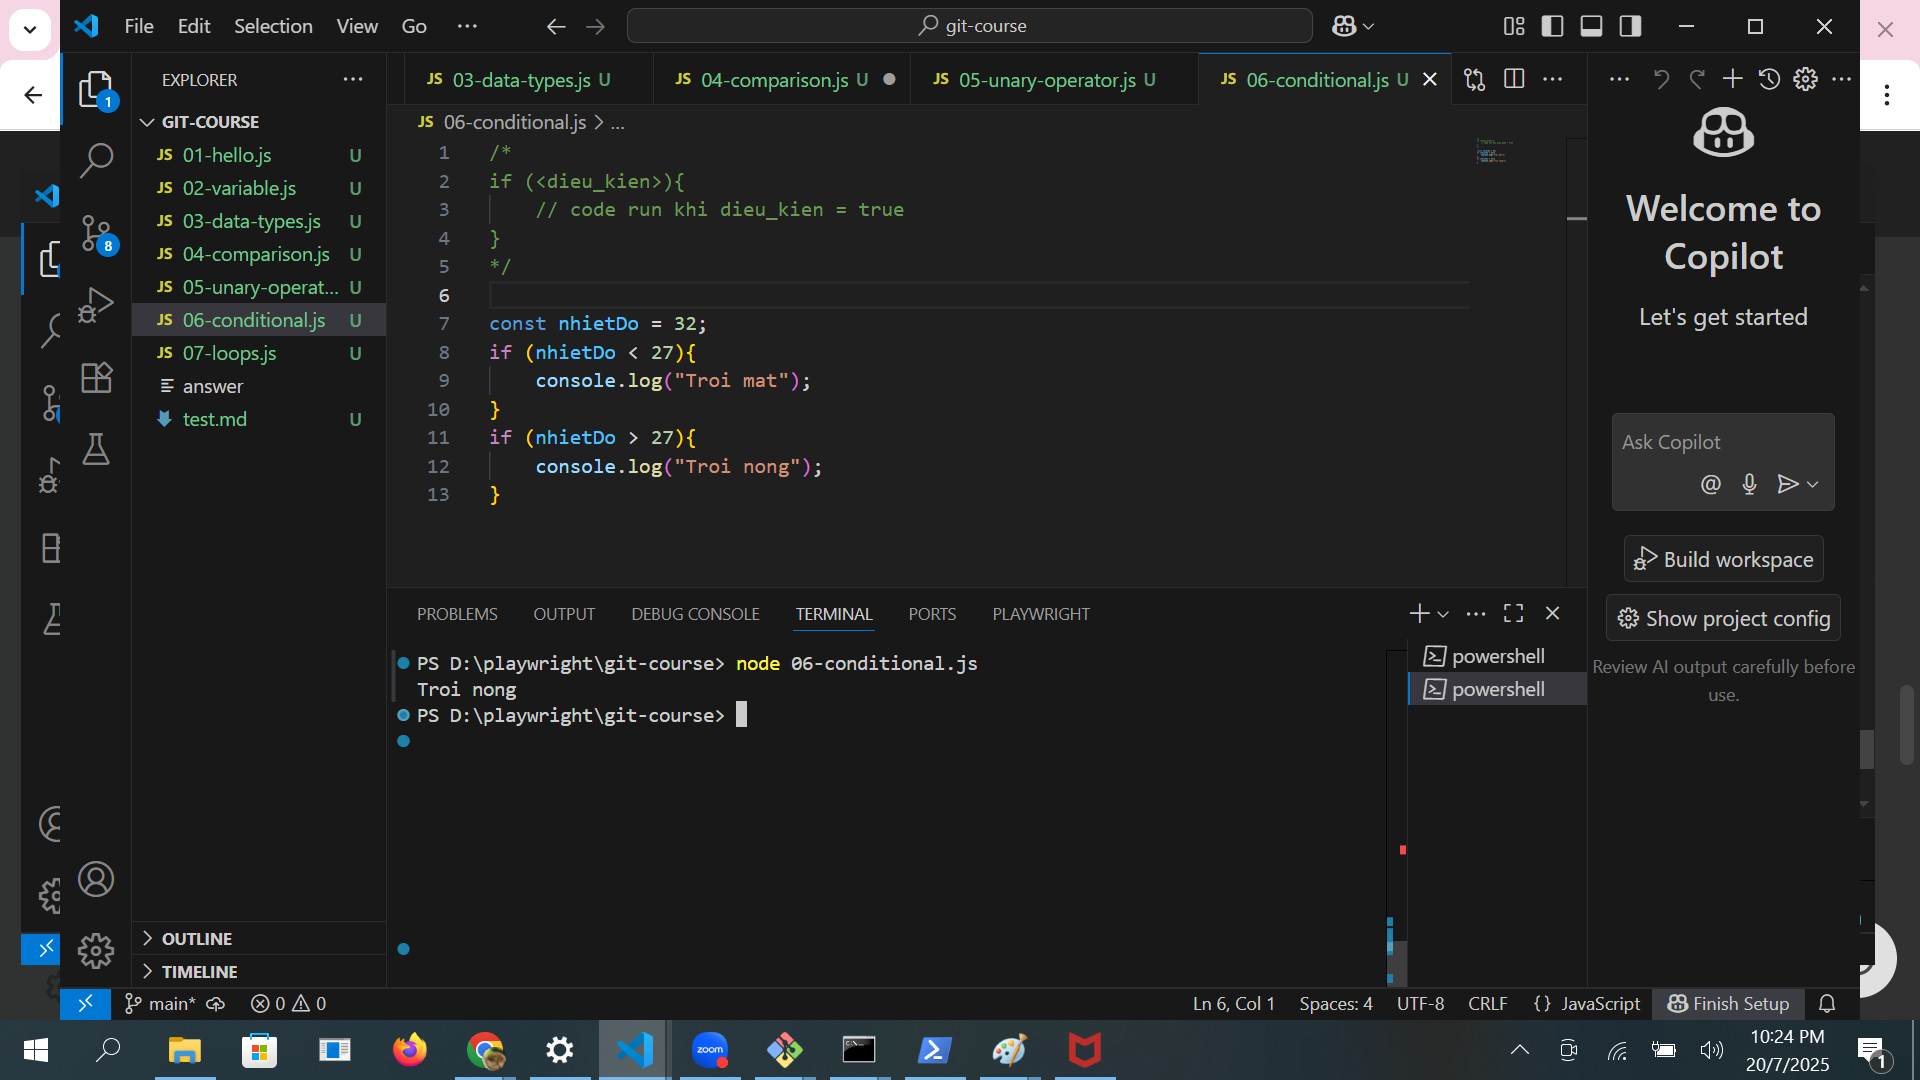 File Edit Selection View Go ...
git-course
EXPLORER
GIT-COURSE
JS 01-hello.js U
JS 02-variable.js U
JS 03-data-types.js U
JS 04-comparison.js U
JS 05-unary-operat... U
JS 06-conditional.js U
JS 07-loops.js U
answer
test.md U
OUTLINE
TIMELINE
1
8
JS 03-data-types.js U
JS 04-comparison.js U
JS 05-unary-operator.js U
JS 06-conditional.js U
JS 06-conditional.js > ...
1 /*
2 if (<dieu_kien>){
3 // code run khi dieu_kien = true
4 }
5 */
6
7 const nhietDo = 32;
8 if (nhietDo < 27){
9 console.log("Troi mat");
10 }
11 if (nhietDo > 27){
12 console.log("Troi nong");
13 }
PROBLEMS OUTPUT DEBUG CONSOLE TERMINAL PORTS PLAYWRIGHT
PS D:\playwright\git-course> node 06-conditional.js
Troi nong
PS D:\playwright\git-course>
powershell
powershell
Welcome to
Copilot
Let's get started
Ask Copilot
@
Build workspace
Show project config
Review AI output carefully before
use.
main* 0 0
Ln 6, Col 1 Spaces: 4 UTF-8 CRLF {} JavaScript Finish Setup
zoom
10:24 PM
20/7/2025
1